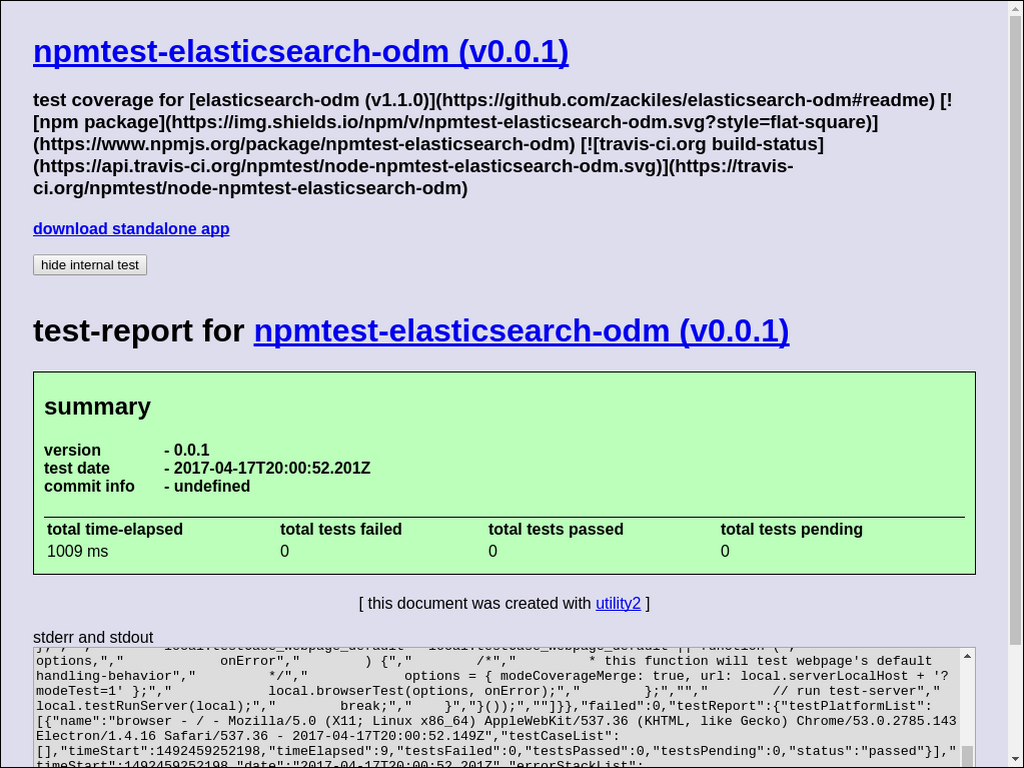 npmtest-elasticsearch-odm (v0.0.1)
test coverage for [elasticsearch-odm (v1.1.0)](https://github.com/zackiles/elasticsearch-odm#readme) [!
[npm package](https://img.shields.io/npm/v/npmtest-elasticsearch-odm.svg?style=flat-square)]
(https://www.npmjs.org/package/npmtest-elasticsearch-odm) [![travis-ci.org build-status]
(https://api.travis-ci.org/npmtest/node-npmtest-elasticsearch-odm.svg)](https://travis-
ci.org/npmtest/node-npmtest-elasticsearch-odm)
download standalone app
hide internal test
test-report for npmtest-elasticsearch-odm (v0.0.1)
summary
version - 0.0.1
test date - 2017-04-17T20:00:52.201Z
commit info - undefined
total time-elapsed total tests failed total tests passed total tests pending
1009 ms 0 0 0
[ this document was created with utility2 ]
stderr and stdout
options,"," onError"," ) {"," /*"," * this function will test webpage's default
handling-behavior"," */"," options = { modeCoverageMerge: true, url: local.serverLocalHost + '?
modeTest=1' };"," local.browserTest(options, onError);"," };",""," // run test-server","
local.testRunServer(local);"," break;"," }","}());",""]}},"failed":0,"testReport":{"testPlatformList":
[{"name":"browser - / - Mozilla/5.0 (X11; Linux x86_64) AppleWebKit/537.36 (KHTML, like Gecko) Chrome/53.0.2785.143
Electron/1.4.16 Safari/537.36 - 2017-04-17T20:00:52.149Z","testCaseList":
[],"timeStart":1492459252198,"timeElapsed":9,"testsFailed":0,"testsPassed":0,"testsPending":0,"status":"passed"}],"
timeStart":1492459252198,"date":"2017-04-17T20:00:52.201Z","errorStackList":